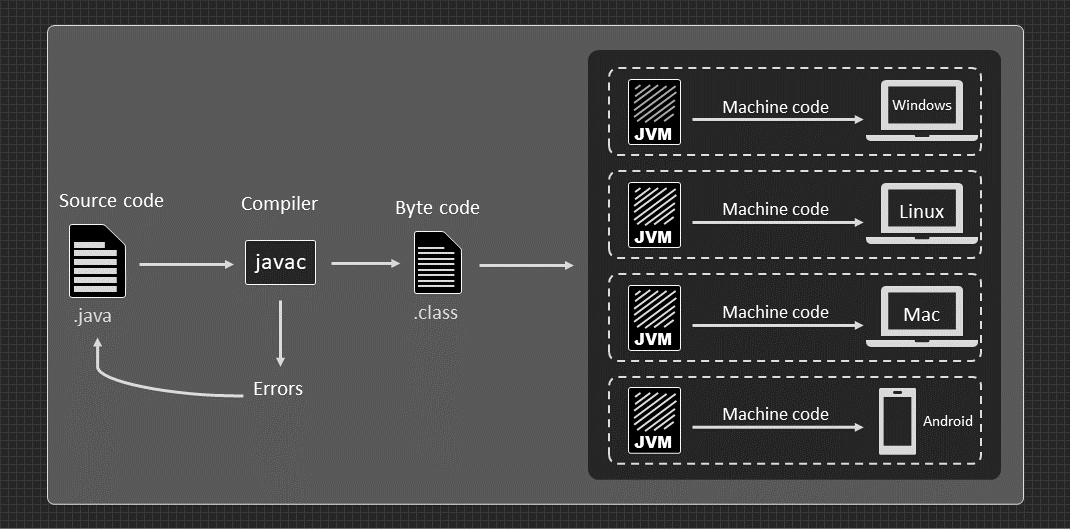 Source code
.java
Compiler
javac
Errors
Byte code
.class
JVM
Machine code
Windows
JVM
Machine code
Linux
JVM
Machine code
Mac
JVM
Machine code
Android